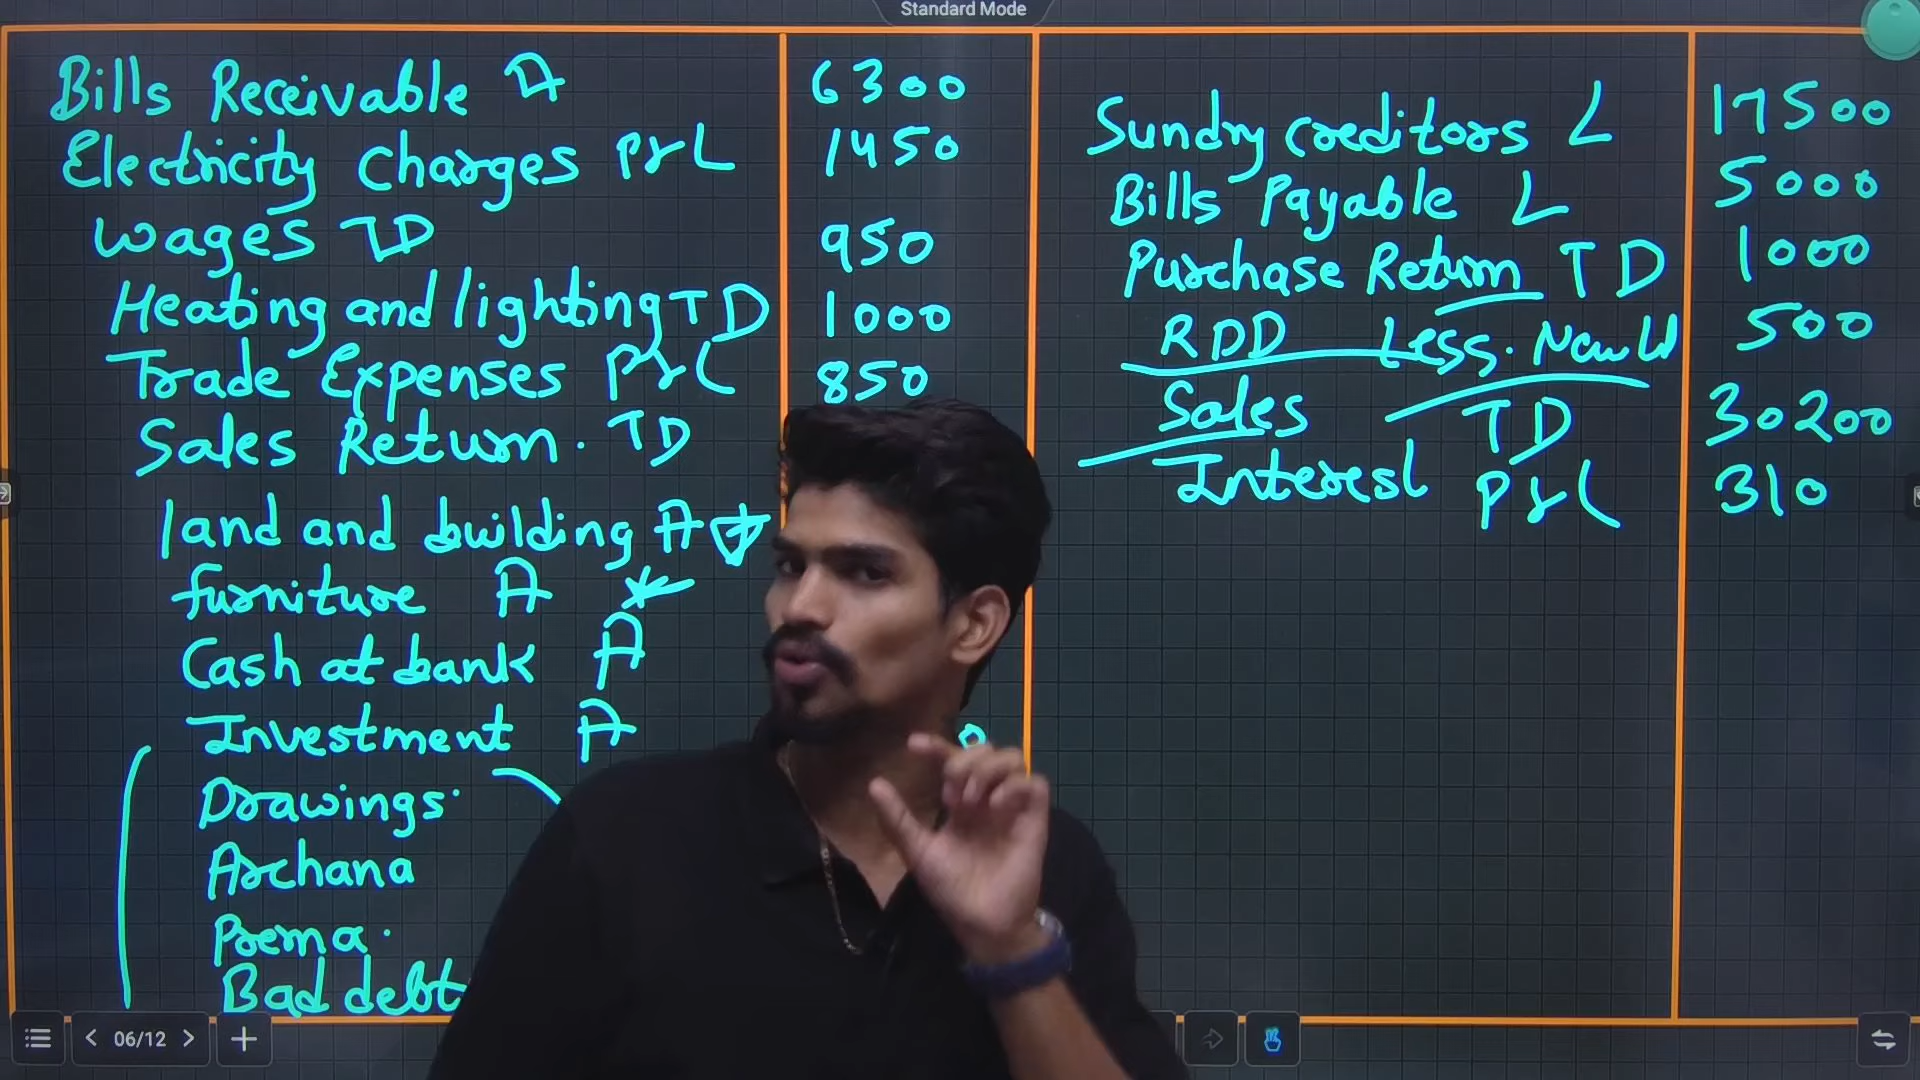 Standard Mode
Bills Receivable A 6300
Electricity Charges P&L 1450
Wages TD 950
Heating and lighting TD 1000
Trade Expenses P&L 850
Sales Return. TD
land and building A
furniture A
Cash at bank A
Investment A 0
Drawings
Archana
Prema.
Bad debt
Sundry creditors L 17500
Bills Payable L 5000
Purchase Return TD 1000
RDD Less. New 500
Sales TD 30200
Interest P&L 310
06/12